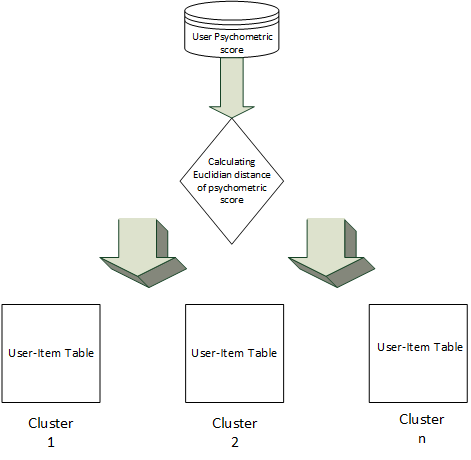 User Psychometric
score
Calculating
Euclidian distance
of psychometric
score
User-Item Table
User-Item Table
User-Item Table
Cluster
1
Cluster
2
Cluster
n